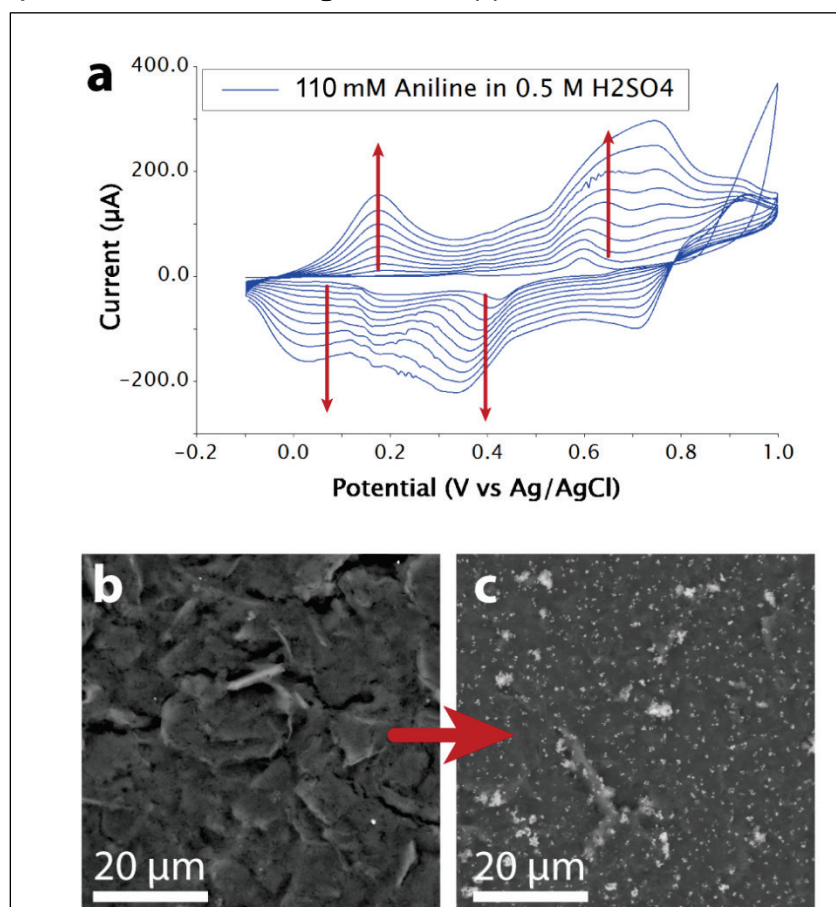 a
400.0
110 mM Aniline in 0.5 M H2SO4
200.0
0.0
−200.0
Current (µA)
−0.2 0.0 0.2 0.4 0.6 0.8 1.0
Potential (V vs Ag/AgCl)
b c
20 µm 20 µm